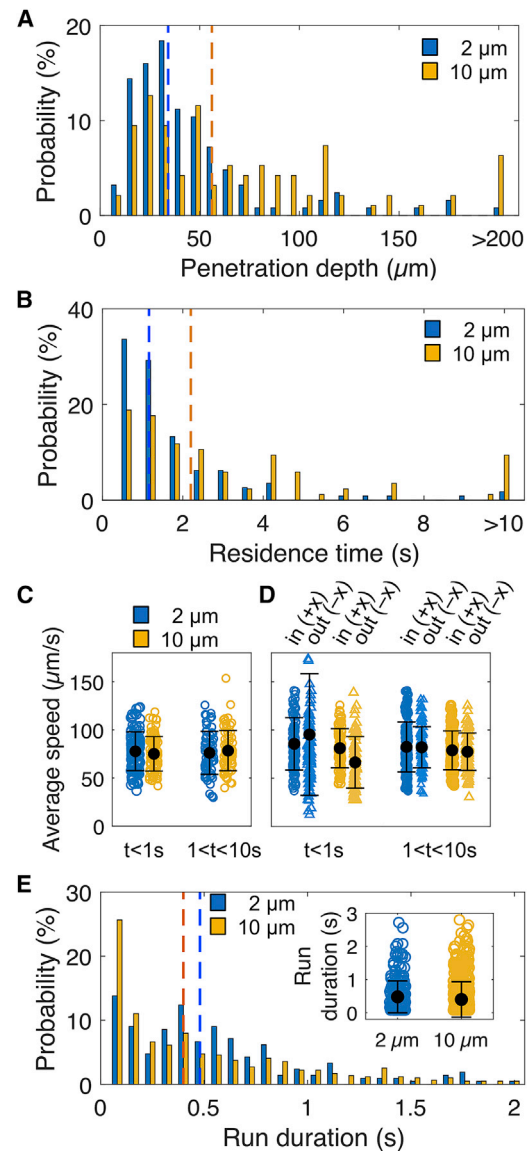 A
20
2 µm
10 µm
Probability (%)
10
0
0 50 100 150 >200
Penetration depth (µm)
B
40
2 µm
10 µm
Probability (%)
20
0
0 2 4 6 8 >10
Residence time (s)
C
2 µm
10 µm
D
in (+x)
out (–x)
in (+x)
out (–x)
in (+x)
out (–x)
in (+x)
out (–x)
Average speed (µm/s)
150
100
50
0
t<1s 1<t<10s
t<1s 1<t<10s
E
30
2 µm
10 µm
Probability (%)
20
10
0
0 0.5 1 1.5 2
Run duration (s)
Run
duration (s)
3
2
1
0
2 µm 10 µm